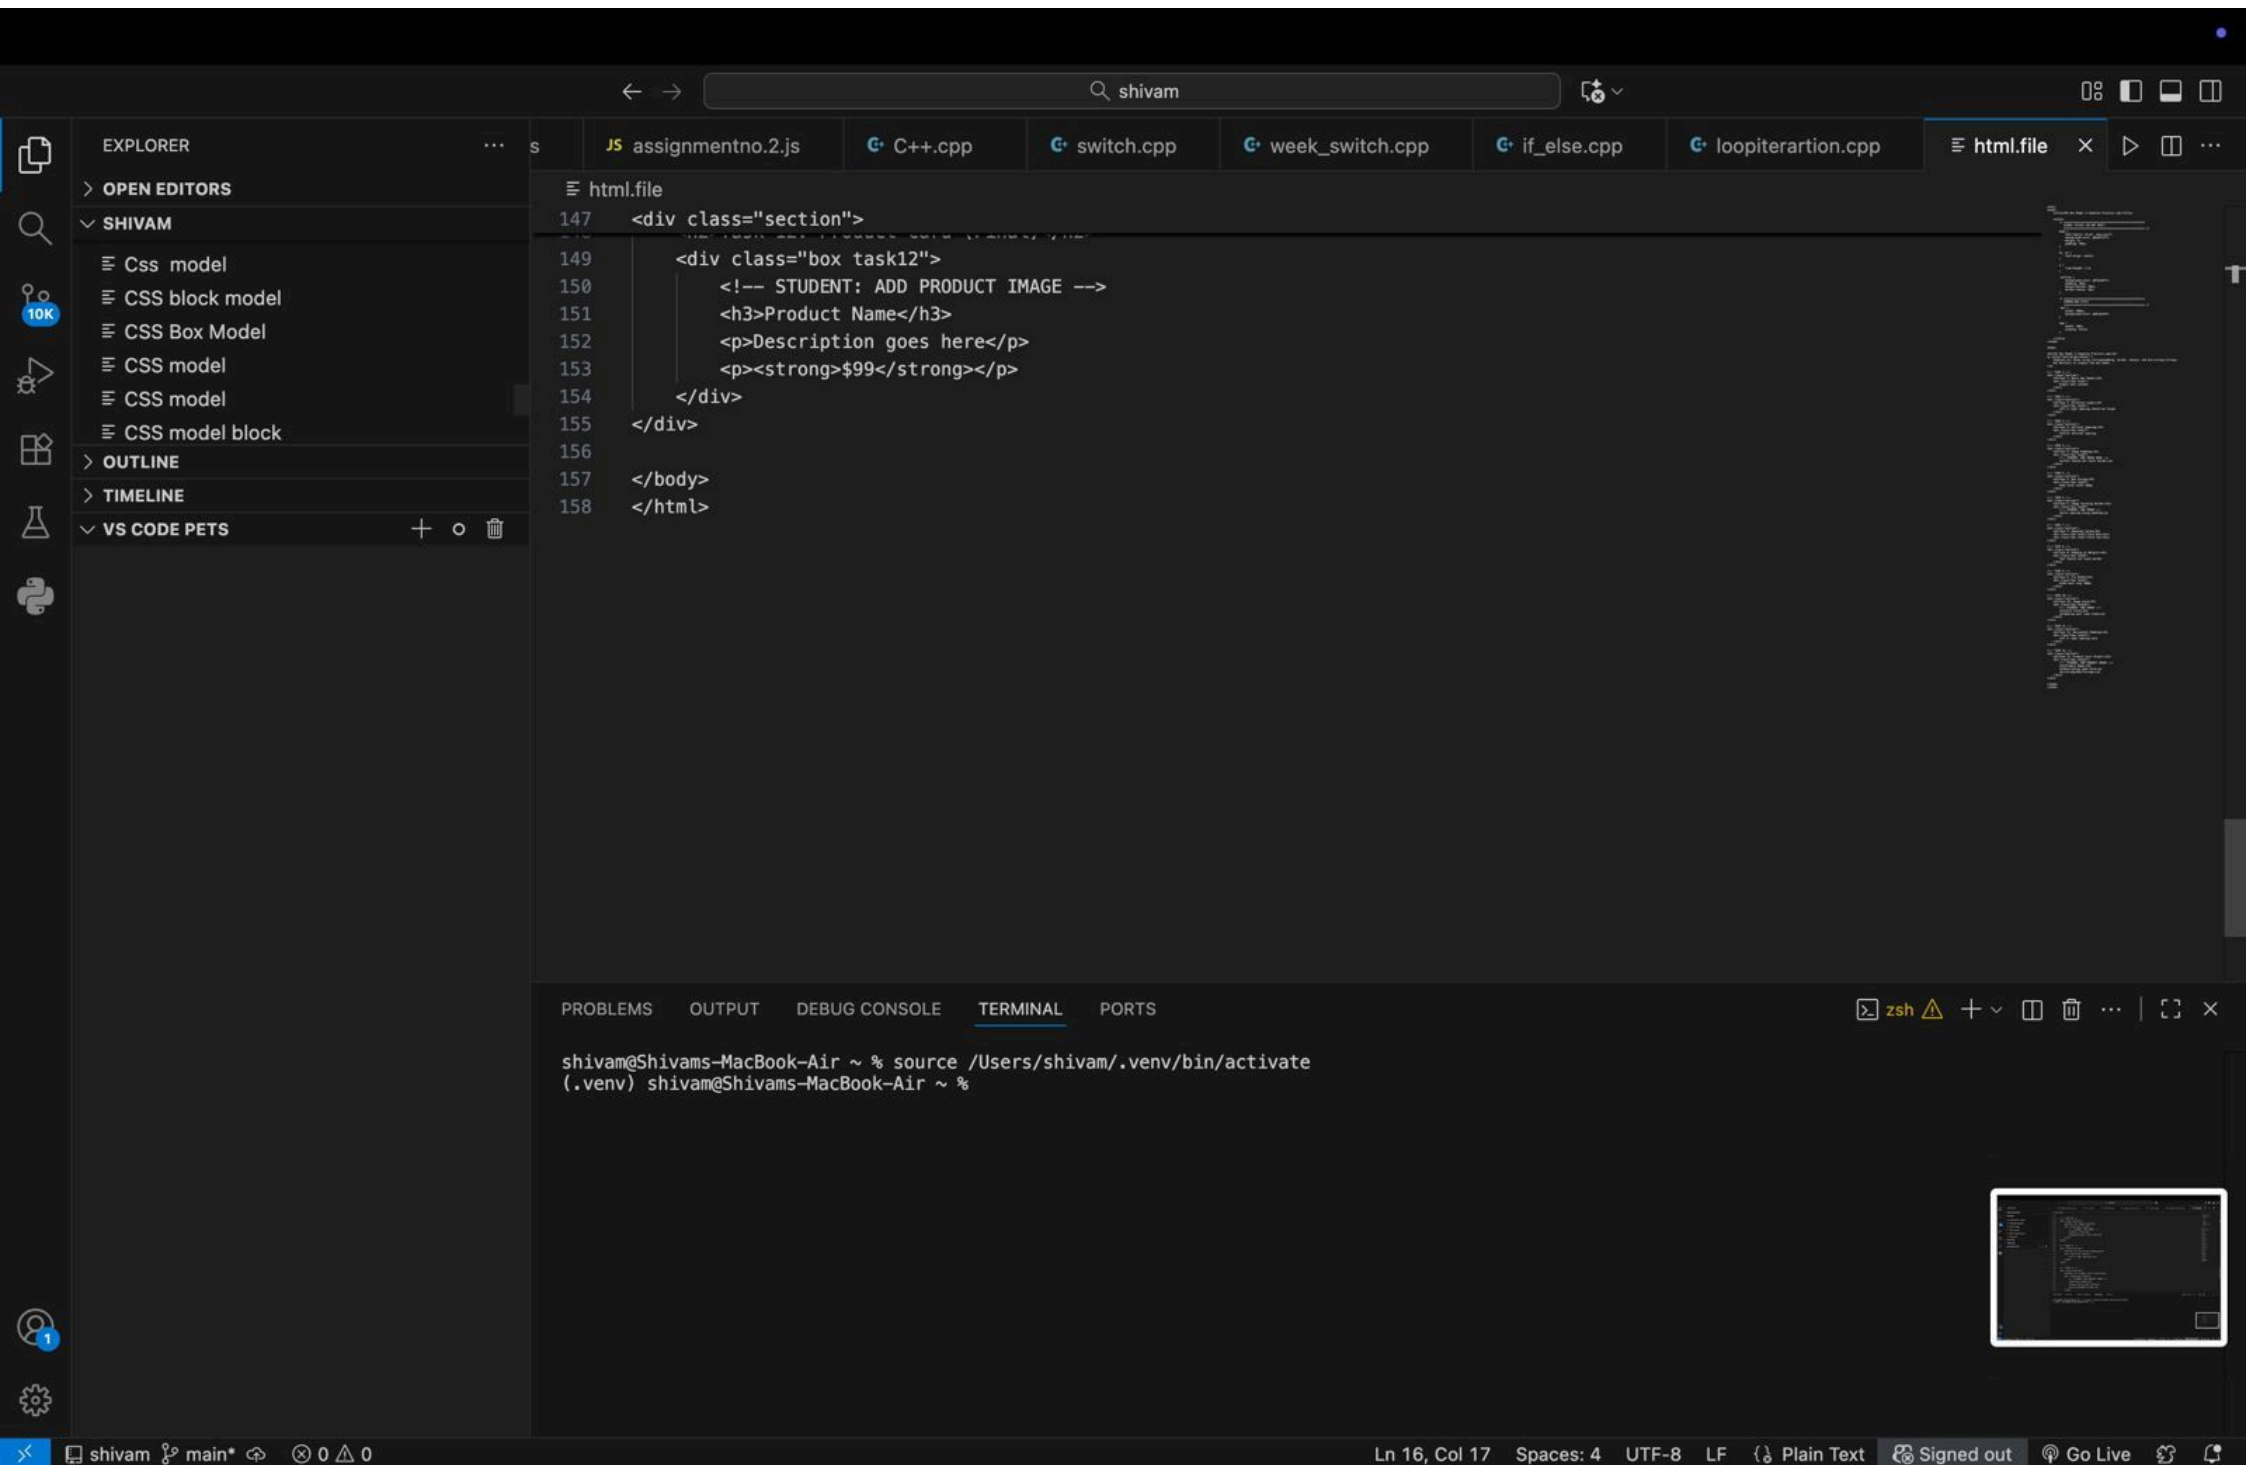 shivam
EXPLORER
s
JS assignmentno.2.js
C++.cpp
switch.cpp
week_switch.cpp
if_else.cpp
loopiterartion.cpp
html.file
OPEN EDITORS
SHIVAM
Css  model
CSS block model
CSS Box Model
CSS model
CSS model
CSS model block
OUTLINE
TIMELINE
VS CODE PETS
10K
1
html.file
147 <div class="section">
149 <div class="box task12">
150 <!-- STUDENT: ADD PRODUCT IMAGE -->
151 <h3>Product Name</h3>
152 <p>Description goes here</p>
153 <p><strong>$99</strong></p>
154 </div>
155 </div>
156
157 </body>
158 </html>
PROBLEMS OUTPUT DEBUG CONSOLE TERMINAL PORTS
zsh
shivam@Shivams-MacBook-Air ~ % source /Users/shivam/.venv/bin/activate
(.venv) shivam@Shivams-MacBook-Air ~ %
shivam main* 0 0
Ln 16, Col 17 Spaces: 4 UTF-8 LF Plain Text Signed out Go Live